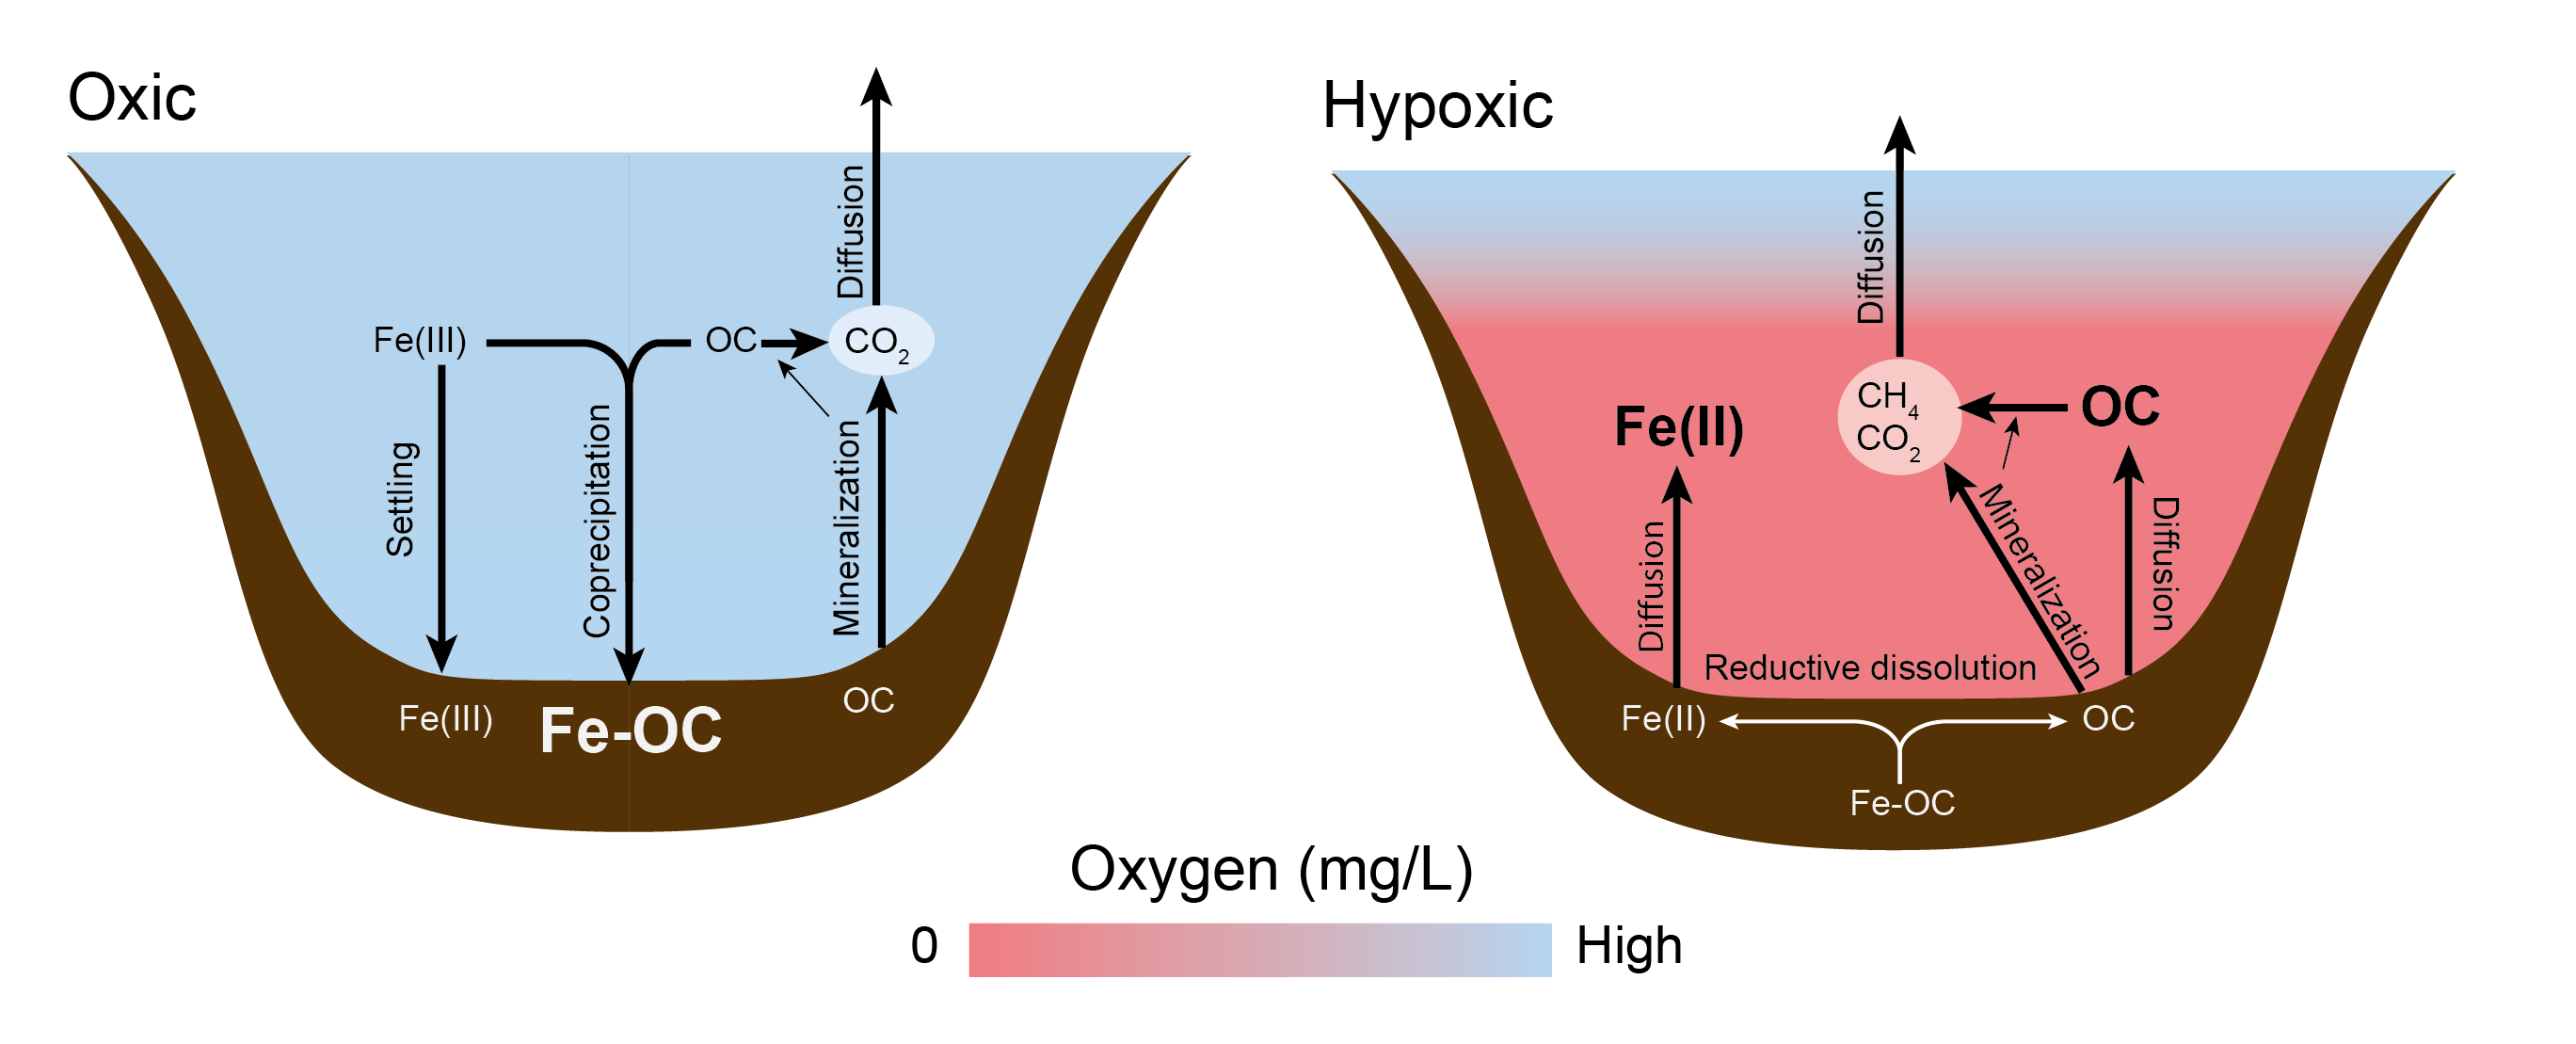 Oxic
Diffusion
Fe(III)
OC
CO2
Settling
Coprecipitation
Mineralization
Fe(III)
Fe-OC
OC
Hypoxic
Diffusion
CH4
CO2
OC
Fe(II)
Diffusion
Mineralization
Diffusion
Reductive dissolution
Fe(II)
OC
Fe-OC
Oxygen (mg/L)
0
High